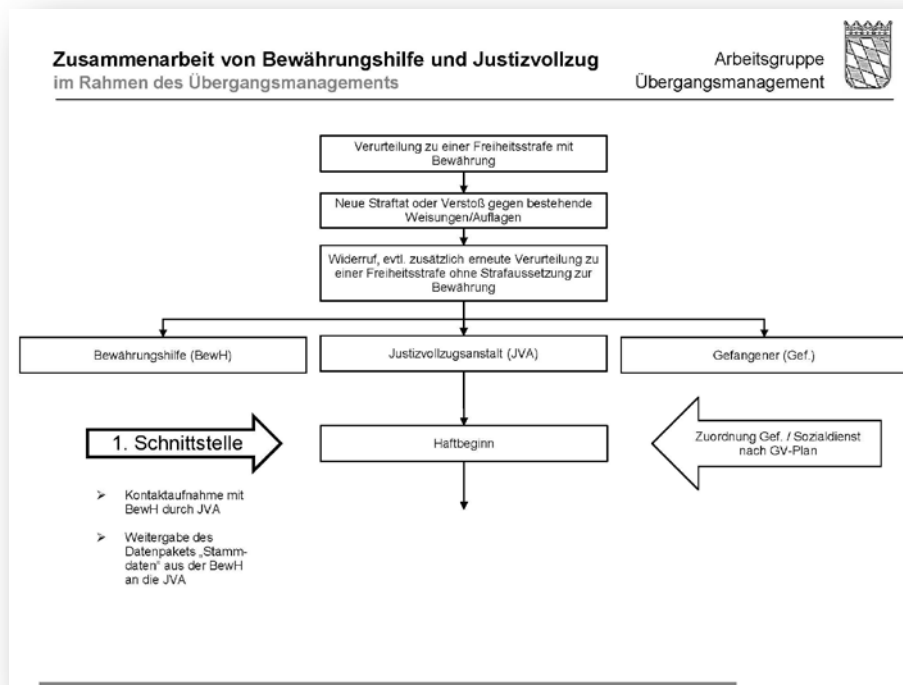 Zusammenarbeit von Bewährungshilfe und Justizvollzug
im Rahmen des Übergangsmanagements
Arbeitsgruppe
Übergangsmanagement
Verurteilung zu einer Freiheitsstrafe mit
Bewährung
Neue Straftat oder Verstoß gegen bestehende
Weisungen/Auflagen
Widerruf, evtl. zusätzlich erneute Verurteilung zu
einer Freiheitsstrafe ohne Strafaussetzung zur
Bewährung
Bewährungshilfe (BewH)
Justizvollzugsanstalt (JVA)
Gefangener (Gef.)
1. Schnittstelle
Haftbeginn
Zuordnung Gef. / Sozialdienst
nach GV-Plan
➢ Kontaktaufnahme mit
BewH durch JVA
➢ Weitergabe des
Datenpakets „Stamm-
daten" aus der BewH
an die JVA